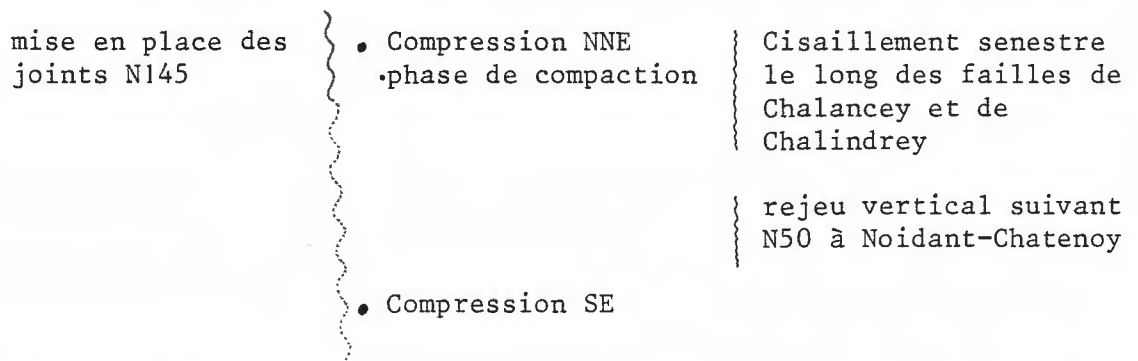 mise en place des
joints N145
• Compression NNE
•phase de compaction
Cisaillement senestre
le long des failles de
Chalancey et de
Chalindrey
rejeu vertical suivant
N50 à Noidant-Chatenoy
• Compression SE